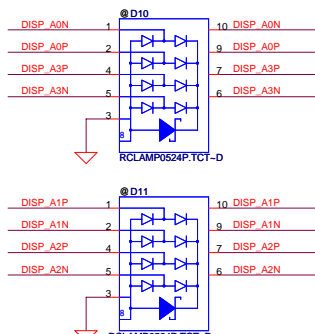 @D10
DISP_A0N 1 10 DISP_A0N
DISP_A0P 2 9 DISP_A0P
DISP_A3P 4 7 DISP_A3P
DISP_A3N 5 6 DISP_A3N
3
8
RCLAMP0524P.TCT~D
@D11
DISP_A1P 1 10 DISP_A1P
DISP_A1N 2 9 DISP_A1N
DISP_A2P 4 7 DISP_A2P
DISP_A2N 5 6 DISP_A2N
3
8
RCLAMP0524P.TCT~D